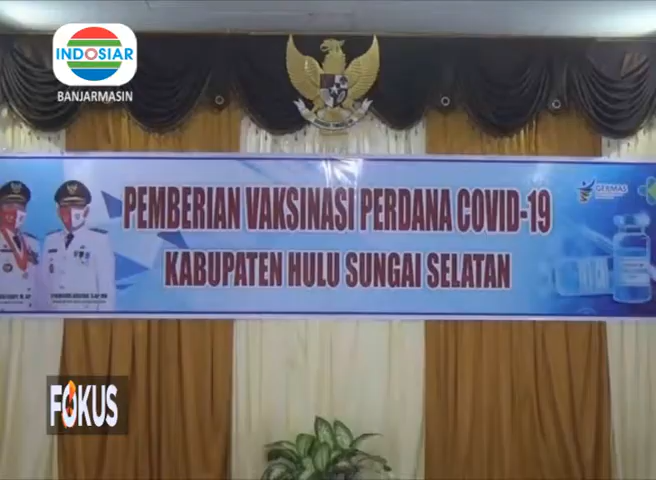 INDOSIAR
BANJARMASIN
PEMBERIAN VAKSINASI PERDANA COVID-19
KABUPATEN HULU SUNGAI SELATAN
GERMAS
FOKUS